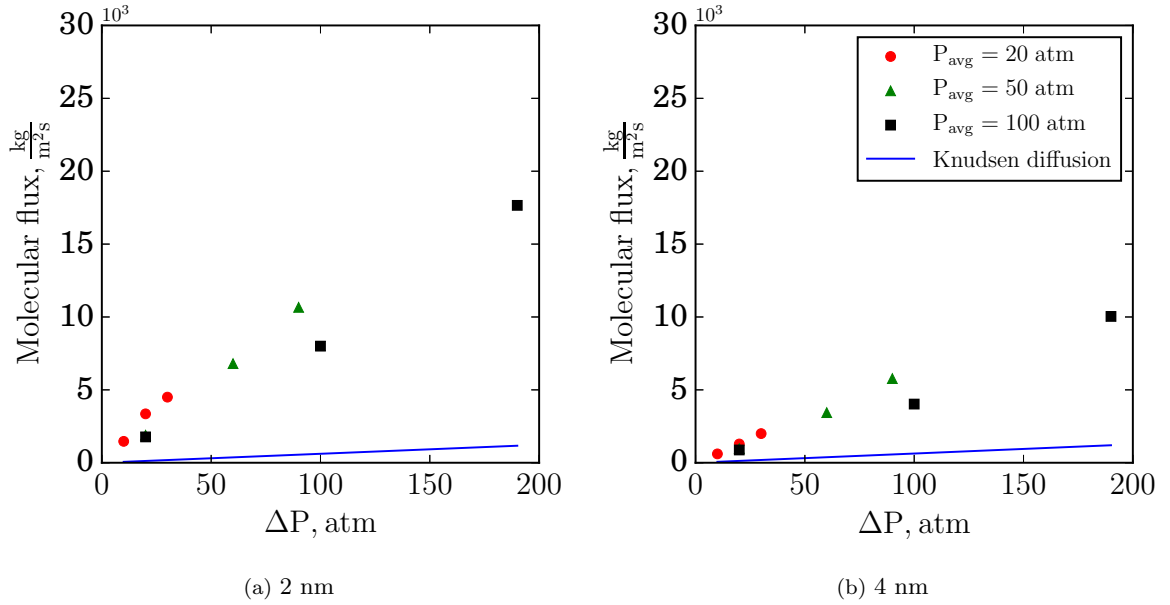 10³
30
25
20
15
10
5
0
Molecular flux, kg/m²s
0 50 100 150 200
ΔP, atm
(a) 2 nm
10³
30
25
20
15
10
5
0
Molecular flux, kg/m²s
P_avg = 20 atm
P_avg = 50 atm
P_avg = 100 atm
Knudsen diffusion
0 50 100 150 200
ΔP, atm
(b) 4 nm